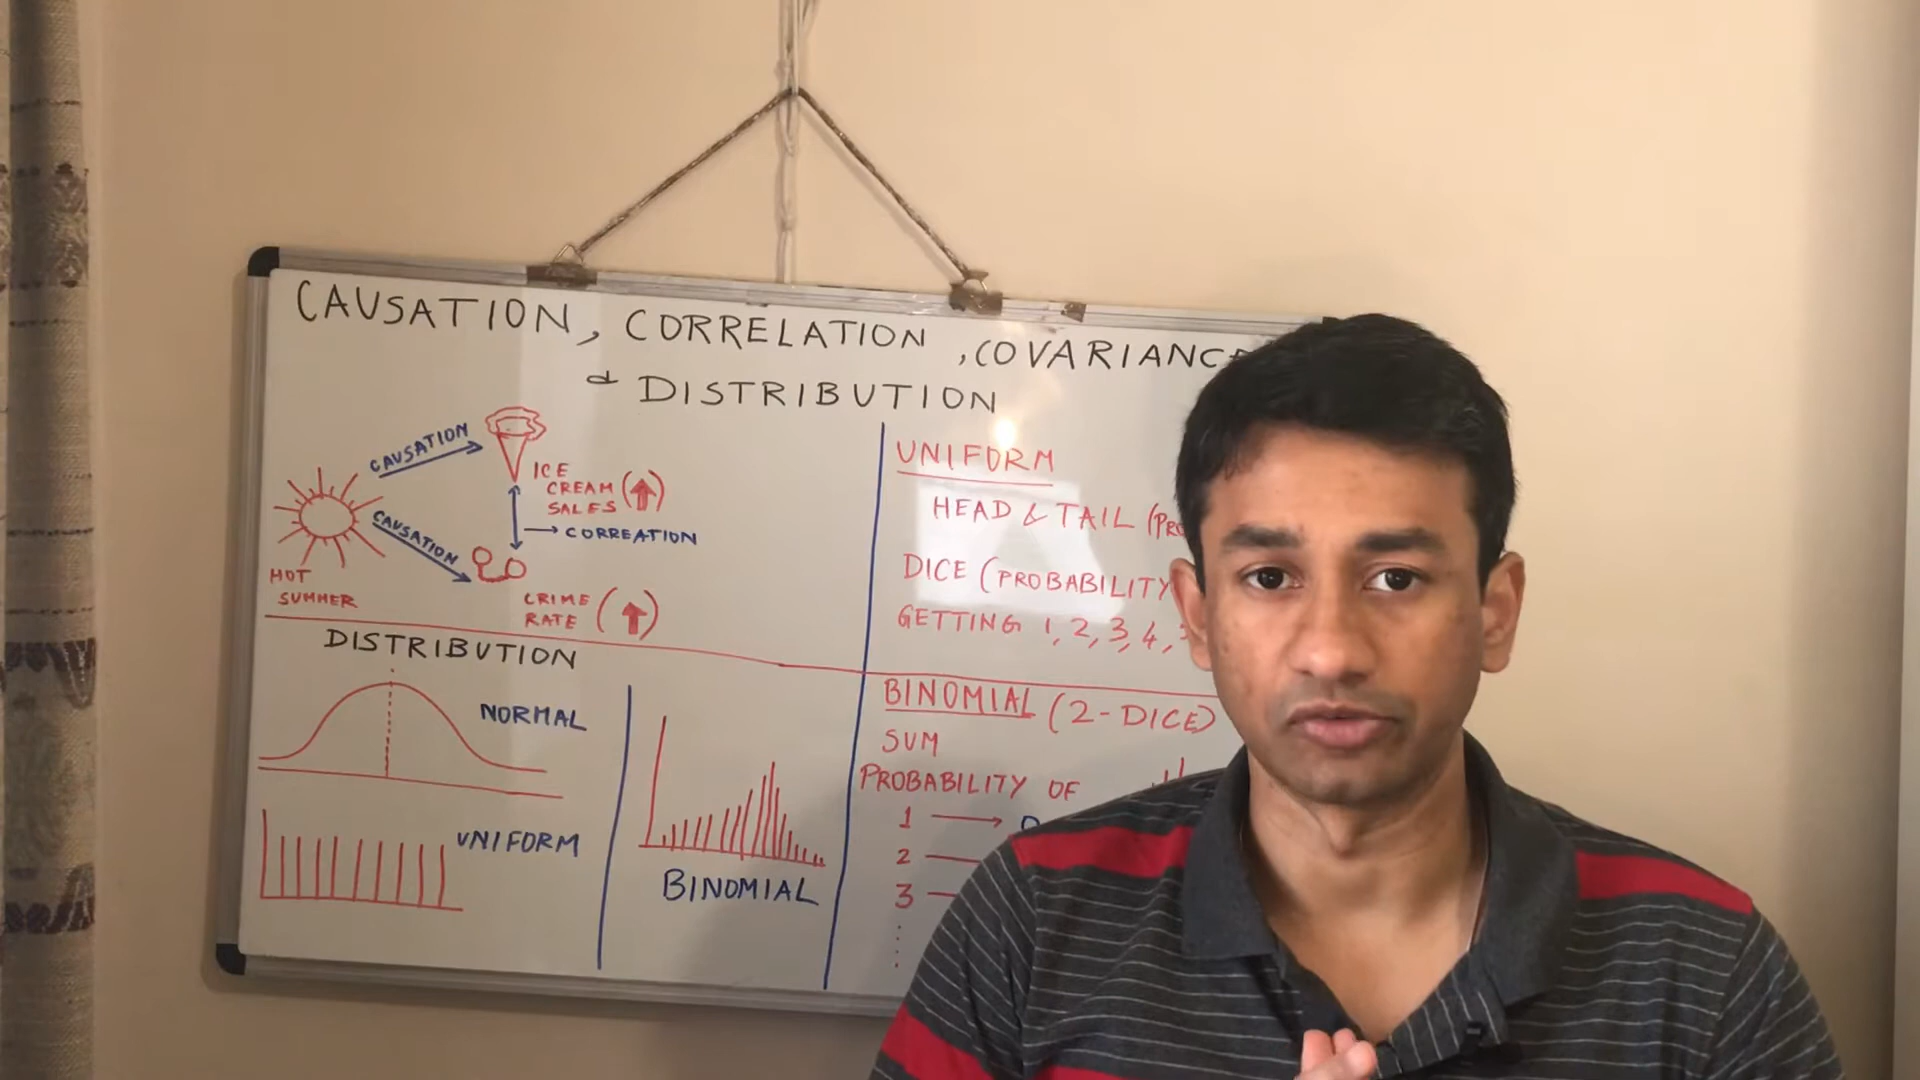 CAUSATION, CORRELATION, COVARIANCE
& DISTRIBUTION
CAUSATION
ICE
CREAM
SALES
CORREATION
CAUSATION
HOT
SUMMER
CRIME
RATE
UNIFORM
HEAD & TAIL
DICE (PROBABILITY
GETTING 1, 2, 3, 4,
DISTRIBUTION
NORMAL
UNIFORM
BINOMIAL
BINOMIAL (2-DICE)
SUM
PROBABILITY OF
1
2
3